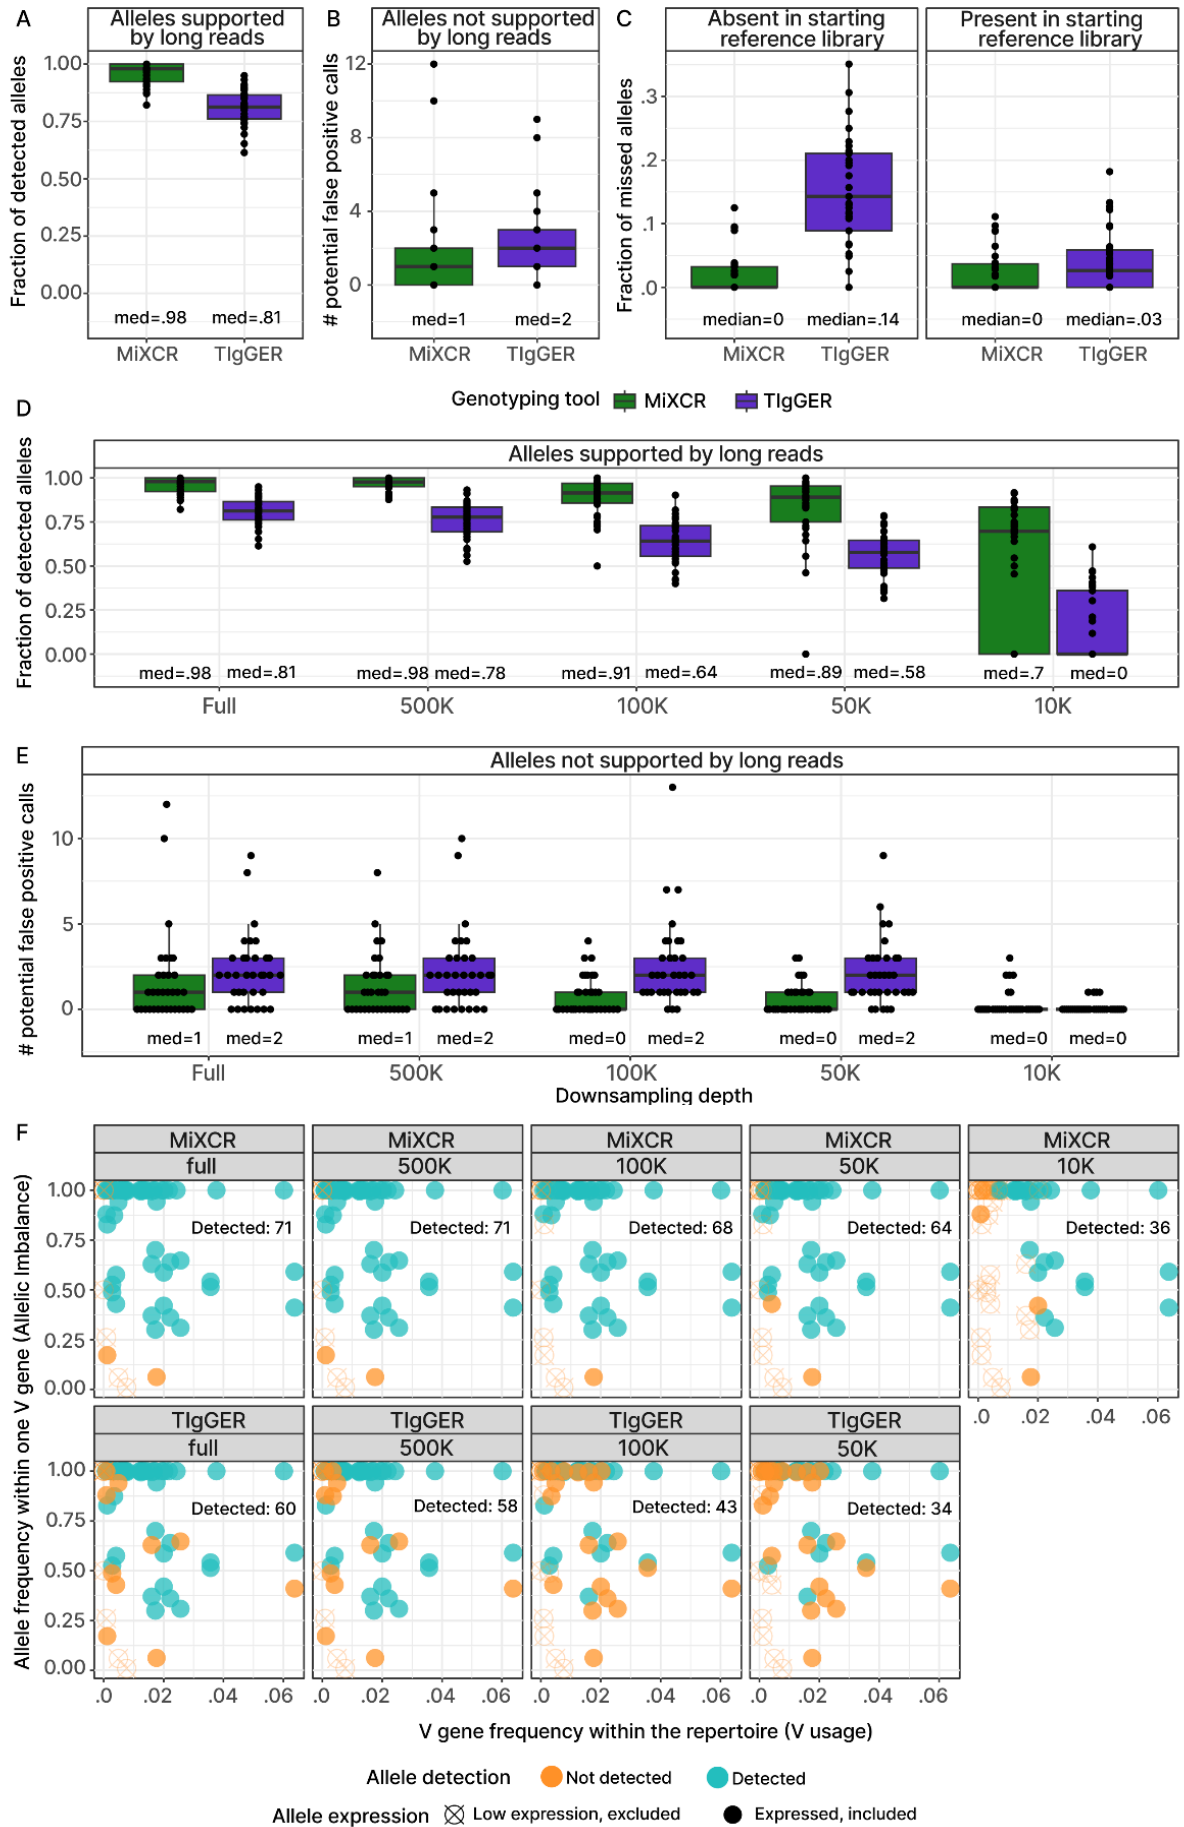 A
Alleles supported
by long reads
Fraction of detected alleles
1.00
0.75
0.50
0.25
0.00
med=.98
med=.81
MiXCR
TIgGER
B
Alleles not supported
by long reads
# potential false positive calls
12
8
4
0
med=1
med=2
MiXCR
TIgGER
C
Absent in starting
reference library
Present in starting
reference library
Fraction of missed alleles
.3
.2
.1
.0
median=0
median=.14
median=0
median=.03
MiXCR
TIgGER
MiXCR
TIgGER
Genotyping tool
MiXCR
TIgGER
D
Alleles supported by long reads
Fraction of detected alleles
1.00
0.75
0.50
0.25
0.00
med=.98
med=.81
med=.98
med=.78
med=.91
med=.64
med=.89
med=.58
med=.7
med=0
Full
500K
100K
50K
10K
E
Alleles not supported by long reads
# potential false positive calls
10
5
0
med=1
med=2
med=1
med=2
med=0
med=2
med=0
med=2
med=0
med=0
Full
500K
100K
50K
10K
Downsampling depth
F
Allele frequency within one V gene (Allelic Imbalance)
MiXCR
full
MiXCR
500K
MiXCR
100K
MiXCR
50K
MiXCR
10K
1.00
0.75
0.50
0.25
0.00
Detected: 71
Detected: 71
Detected: 68
Detected: 64
Detected: 36
.0
.02
.04
.06
TIgGER
full
TIgGER
500K
TIgGER
100K
TIgGER
50K
1.00
0.75
0.50
0.25
0.00
Detected: 60
Detected: 58
Detected: 43
Detected: 34
.0
.02
.04
.06
.0
.02
.04
.06
.0
.02
.04
.06
.0
.02
.04
.06
V gene frequency within the repertoire (V usage)
Allele detection
Not detected
Detected
Allele expression
Low expression, excluded
Expressed, included